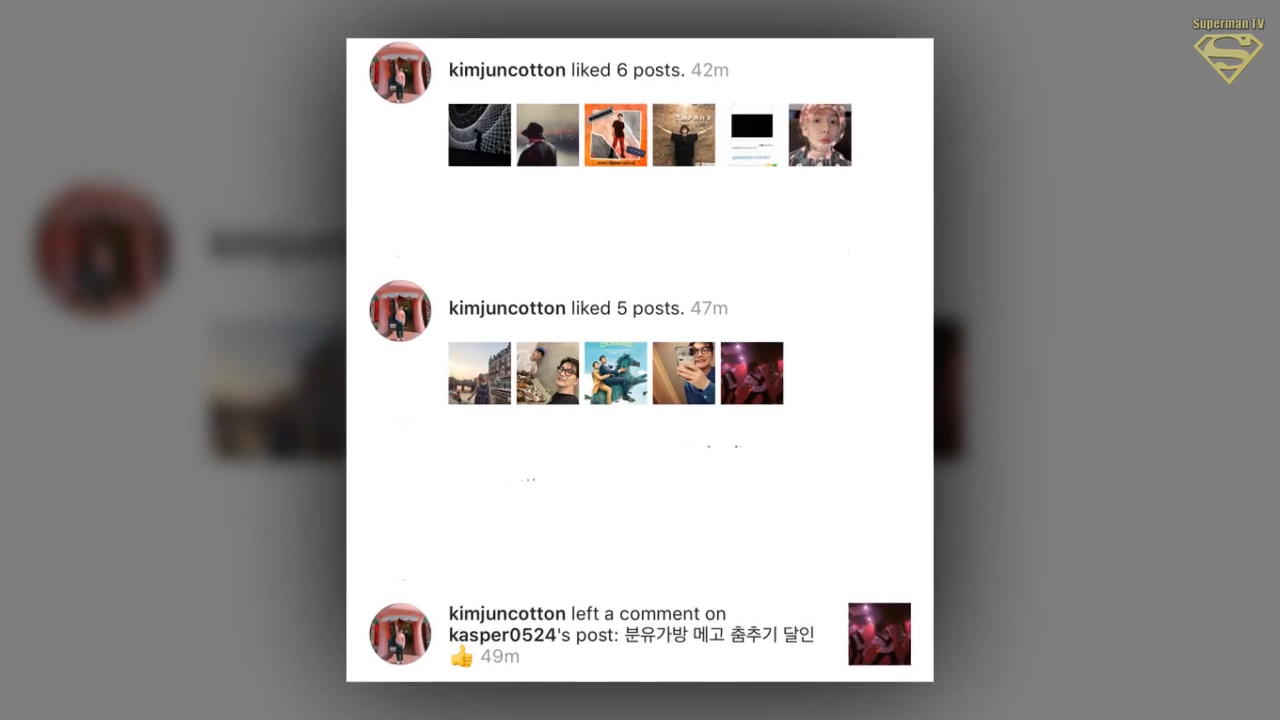 Superman TV
kimjuncotton liked 6 posts. 42m
TAPAHA
kimjuncotton liked 5 posts. 47m
kimjuncotton left a comment on
kasper0524's post: 분유가방 메고 춤추기 달인
👍 49m